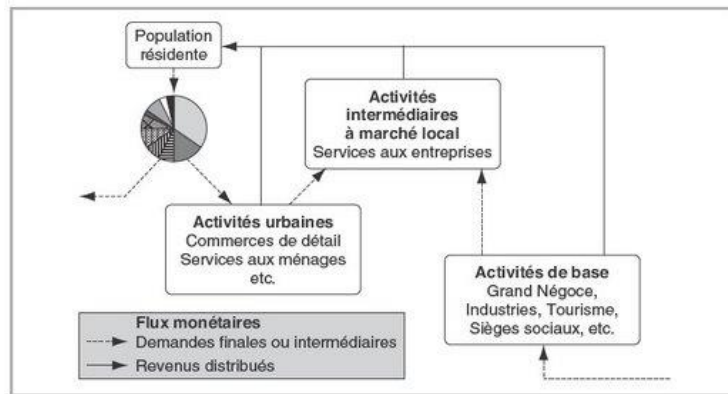 Population
résidente
Activités
intermédiaires
à marché local
Services aux entreprises
Activités urbaines
Commerces de détail
Services aux ménages
etc.
Activités de base
Grand Négoce,
Industries, Tourisme,
Sièges sociaux, etc.
Flux monétaires
Demandes finales ou intermédiaires
Revenus distribués